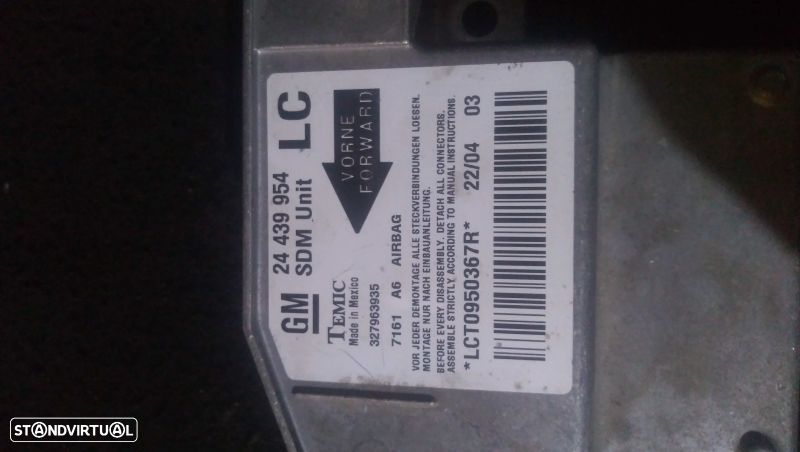 GM 24 439 954 LC
SDM Unit
TEMIC
Made in Mexico
VORNE
FORWARD
327963935
7161 A6 AIRBAG
VOR JEDER DEMONTAGE ALLE STECKVERBINDUNGEN LOESEN.
MONTAGE NUR NACH EINBAUANLEITUNG.
BEFORE EVERY DISASSEMBLY. DETACH ALL CONNECTORS.
ASSEMBLE STRICTLY ACCORDING TO MANUAL INSTRUCTIONS.
*LCT0950367R* 22/04 03
STANDVIRTUAL